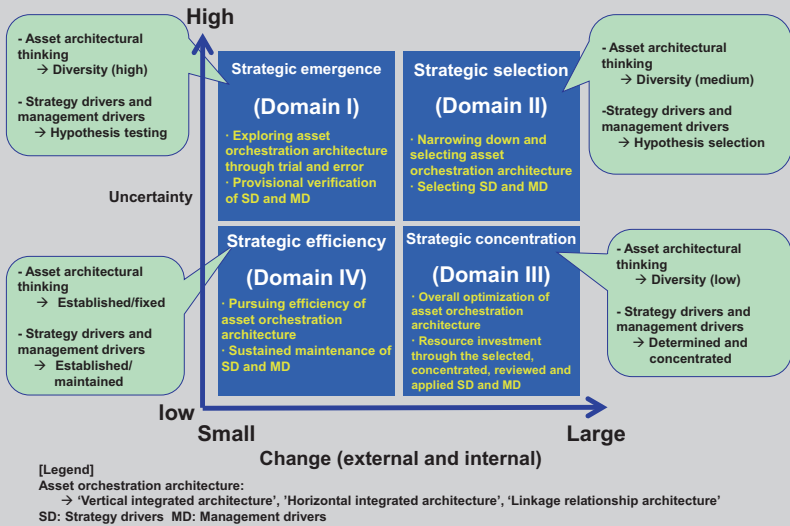 High
- Asset architectural
thinking
→ Diversity (high)
- Strategy drivers and
management drivers
→ Hypothesis testing
Strategic emergence
(Domain I)
· Exploring asset
orchestration architecture
through trial and error
· Provisional verification
of SD and MD
Strategic selection
(Domain II)
· Narrowing down and
selecting asset
orchestration architecture
· Selecting SD and MD
- Asset architectural
thinking
→ Diversity (medium)
-Strategy drivers and
management drivers
→ Hypothesis selection
Uncertainty
- Asset architectural
thinking
→ Established/fixed
- Strategy drivers and
management drivers
→ Established/
maintained
Strategic efficiency
(Domain IV)
· Pursuing efficiency of
asset orchestration
architecture
· Sustained maintenance of
SD and MD
Strategic concentration
(Domain III)
· Overall optimization of
asset orchestration
architecture
· Resource investment
through the selected,
concentrated, reviewed and
applied SD and MD
- Asset architectural
thinking
→ Diversity (low)
- Strategy drivers and
management drivers
→ Determined and
concentrated
low
Small
Large
Change (external and internal)
[Legend]
Asset orchestration architecture:
→ ‘Vertical integrated architecture’, ’Horizontal integrated architecture’, ‘Linkage relationship architecture’
SD: Strategy drivers MD: Management drivers